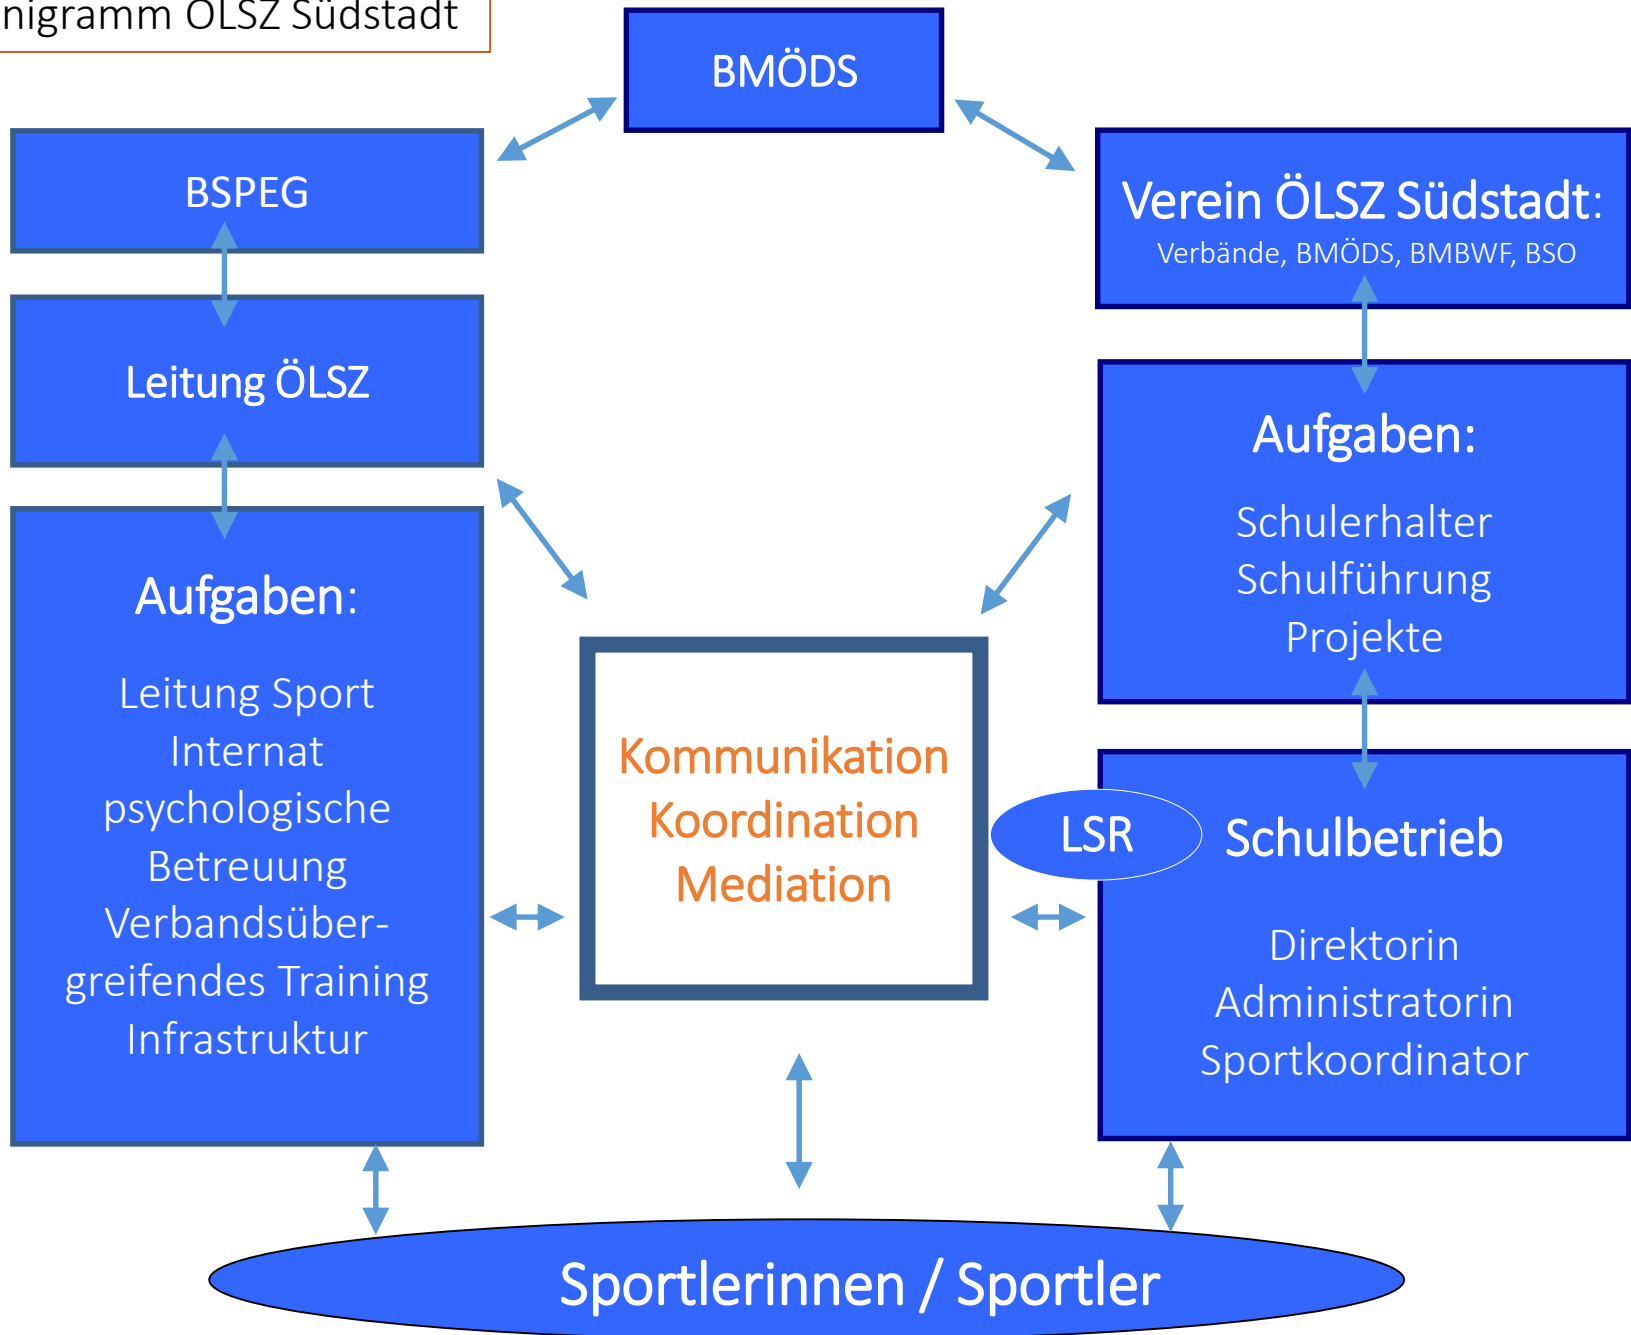 nigramm ÖLSZ Südstadt
BMÖDS
BSPEG
Verein ÖLSZ Südstadt:
Verbände, BMÖDS, BMBWF, BSO
Leitung ÖLSZ
Aufgaben:
Schulerhalter
Schulführung
Projekte
Aufgaben:
Leitung Sport
Internat
psychologische
Betreuung
Verbandsüber-
greifendes Training
Infrastruktur
Kommunikation
Koordination
Mediation
LSR
Schulbetrieb
Direktorin
Administratorin
Sportkoordinator
Sportlerinnen / Sportler